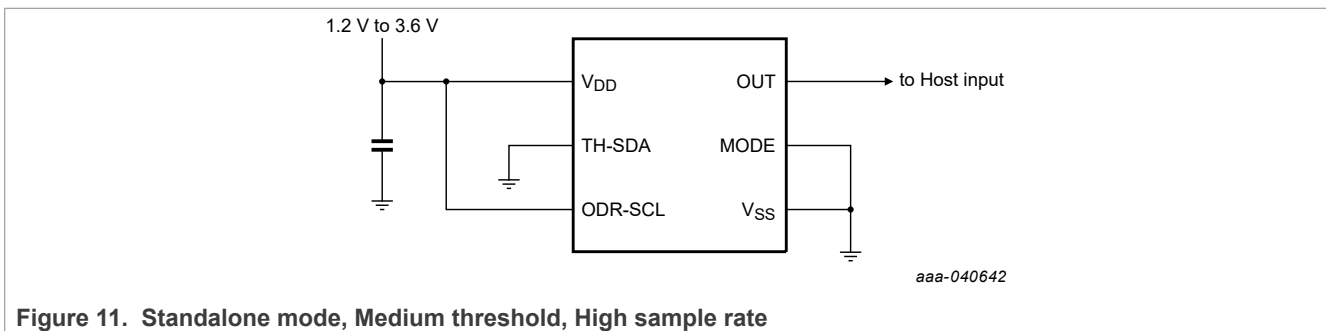 1.2 V to 3.6 V
VDD
OUT
to Host input
TH-SDA
MODE
ODR-SCL
VSS
aaa-040642
Figure 11. Standalone mode, Medium threshold, High sample rate